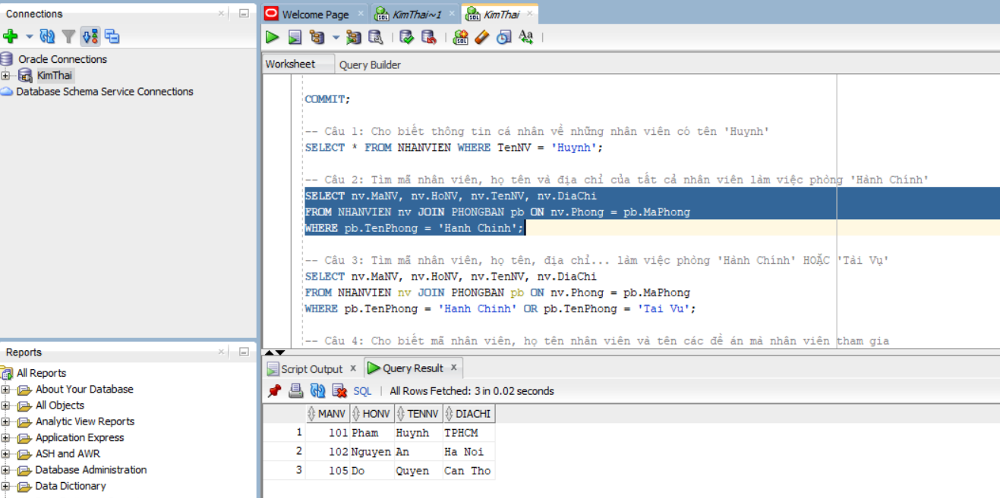 Connections
Oracle Connections
KimThai
Database Schema Service Connections
Reports
All Reports
About Your Database
All Objects
Analytic View Reports
Application Express
ASH and AWR
Database Administration
Data Dictionary
Welcome Page KimThai~1 KimThai
Worksheet Query Builder
COMMIT;
-- Câu 1: Cho biết thông tin cá nhân về những nhân viên có tên 'Huynh'
SELECT * FROM NHANVIEN WHERE TenNV = 'Huynh';
-- Câu 2: Tìm mã nhân viên, họ tên và địa chỉ của tất cả nhân viên làm việc phòng 'Hành Chính'
SELECT nv.MaNV, nv.HoNV, nv.TenNV, nv.DiaChi
FROM NHANVIEN nv JOIN PHONGBAN pb ON nv.Phong = pb.MaPhong
WHERE pb.TenPhong = 'Hanh Chinh';
-- Câu 3: Tìm mã nhân viên, họ tên, địa chỉ... làm việc phòng 'Hành Chính' HOẶC 'Tài Vụ'
SELECT nv.MaNV, nv.HoNV, nv.TenNV, nv.DiaChi
FROM NHANVIEN nv JOIN PHONGBAN pb ON nv.Phong = pb.MaPhong
WHERE pb.TenPhong = 'Hanh Chinh' OR pb.TenPhong = 'Tai Vu';
-- Câu 4: Cho biết mã nhân viên, họ tên nhân viên và tên các đề án mà nhân viên tham gia
Script Output Query Result
SQL All Rows Fetched: 3 in 0.02 seconds
MANV HONV TENNV DIACHI
1 101 Pham Huynh TPHCM
2 102 Nguyen An Ha Noi
3 105 Do Quyen Can Tho